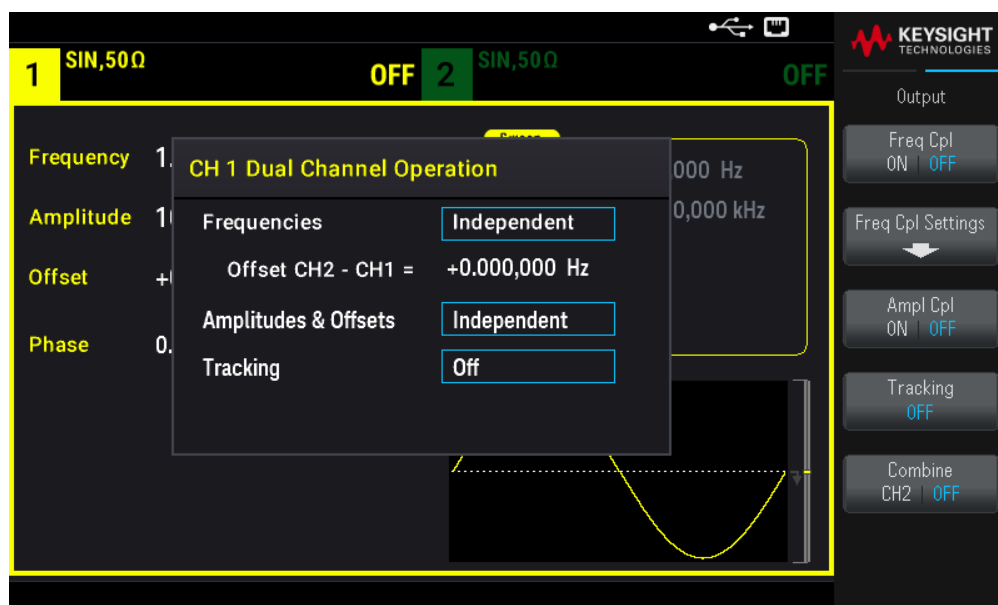 KEYSIGHT
TECHNOLOGIES
1 SIN,50Ω OFF
2 SIN,50Ω OFF
Output
Frequency 1.
Amplitude
Offset
Phase 0.
000 Hz
0,000 kHz
CH 1 Dual Channel Operation
Frequencies Independent
Offset CH2 - CH1 = +0.000,000 Hz
Amplitudes & Offsets Independent
Tracking Off
Freq Cpl
ON | OFF
Freq Cpl Settings
Ampl Cpl
ON | OFF
Tracking
OFF
Combine
CH2 | OFF